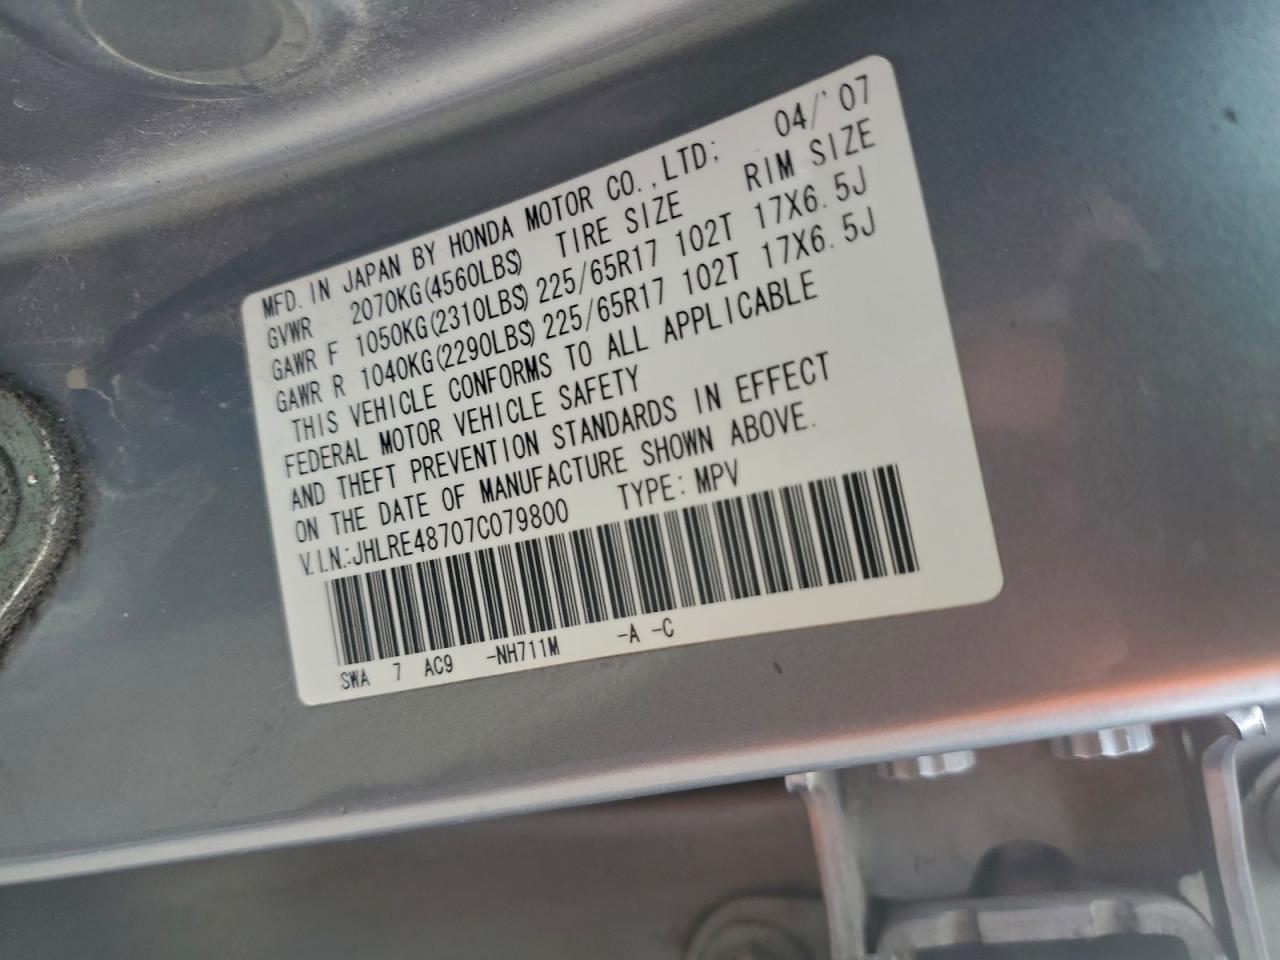 MFD. IN JAPAN BY HONDA MOTOR CO., LTD; 04/'07
GVWR 2070KG(4560LBS) TIRE SIZE RIM SIZE
GAWR F 1050KG(2310LBS) 225/65R17 102T 17X6.5J
GAWR R 1040KG(2290LBS) 225/65R17 102T 17X6.5J
THIS VEHICLE CONFORMS TO ALL APPLICABLE
FEDERAL MOTOR VEHICLE SAFETY
AND THEFT PREVENTION STANDARDS IN EFFECT
ON THE DATE OF MANUFACTURE SHOWN ABOVE.
V.I.N.:JHLRE48707C079800 TYPE: MPV
SWA 7 AC9 -NH711M -A -C